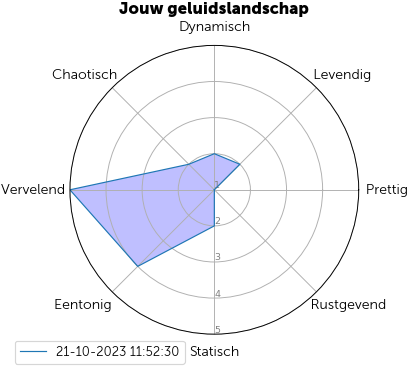 Jouw geluidslandschap
Dynamisch
Chaotisch
Levendig
Vervelend
1
Prettig
2
3
Eentonig
4
Rustgevend
5
21-10-2023 11:52:30
Statisch